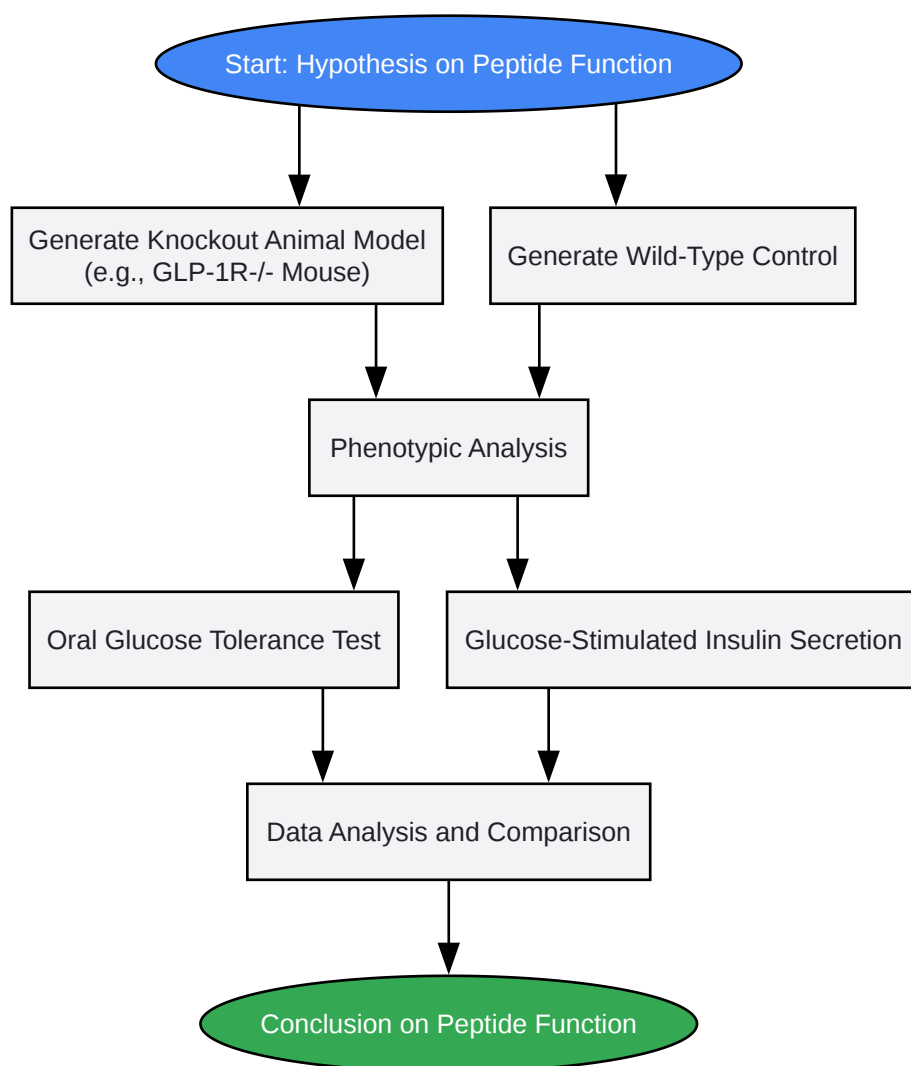 Start: Hypothesis on Peptide Function
Generate Knockout Animal Model
(e.g., GLP-1R-/- Mouse)
Generate Wild-Type Control
Phenotypic Analysis
Oral Glucose Tolerance Test
Glucose-Stimulated Insulin Secretion
Data Analysis and Comparison
Conclusion on Peptide Function